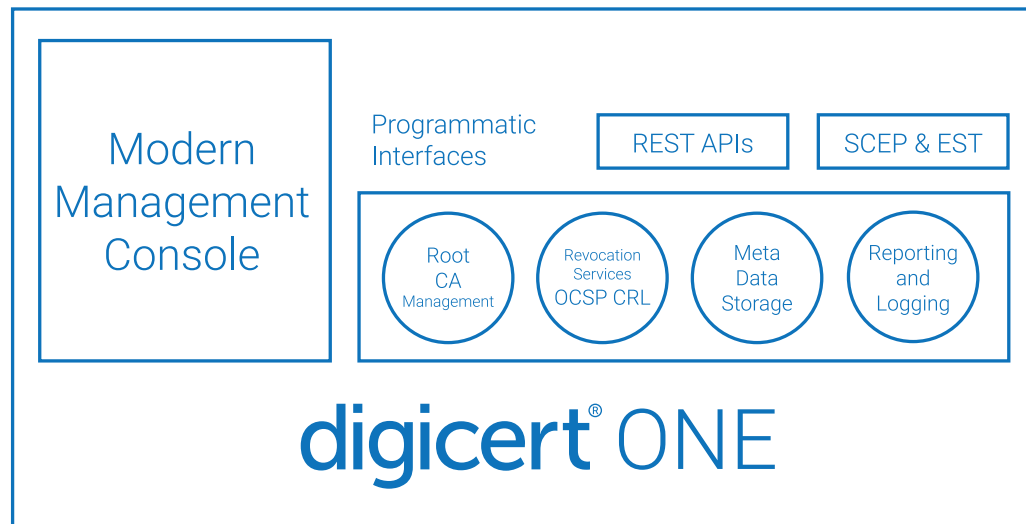 Modern
Management
Console
Programmatic
Interfaces
REST APIs
SCEP & EST
Root
CA
Management
Revocation
Services
OCSP CRL
Meta
Data
Storage
Reporting
and
Logging
digicert® ONE